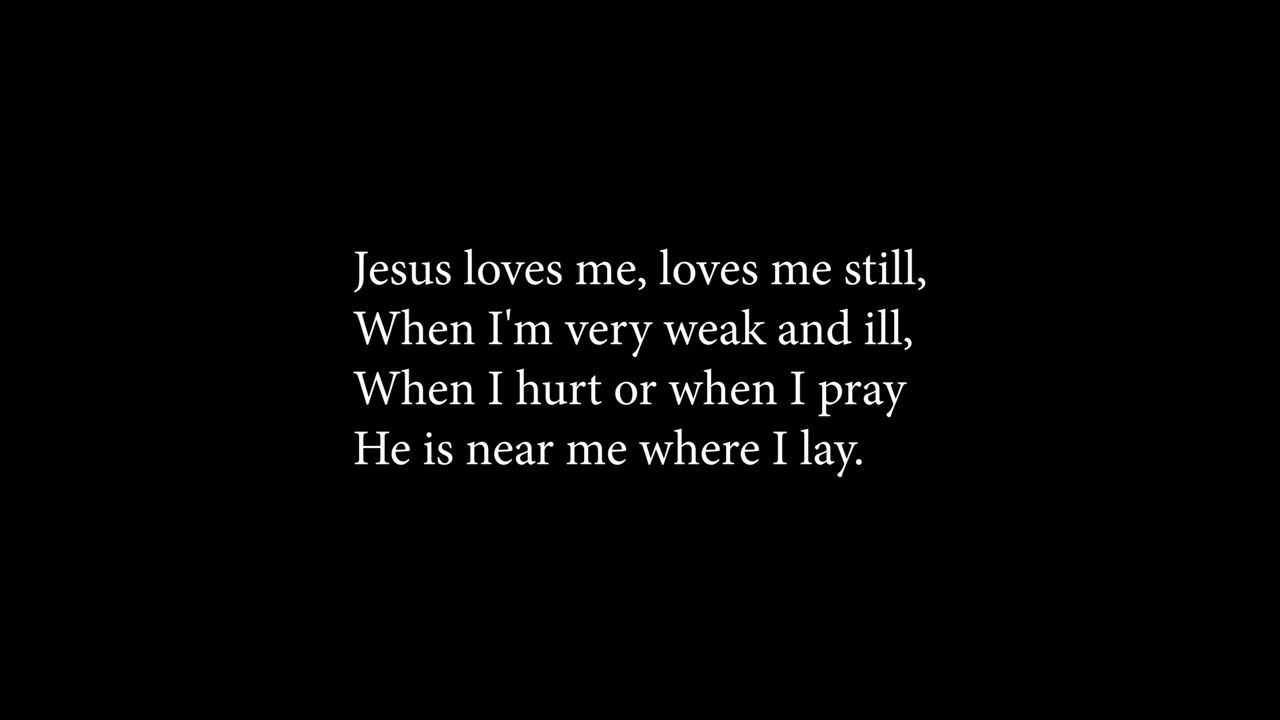 Jesus loves me, loves me still,
When I'm very weak and ill,
When I hurt or when I pray
He is near me where I lay.